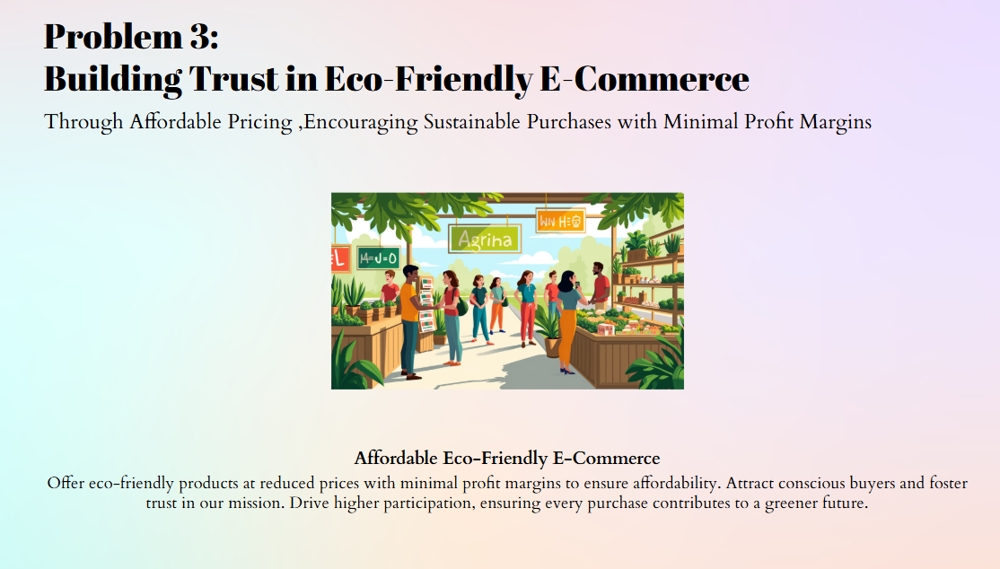 Problem 3:
Building Trust in Eco-Friendly E-Commerce
Through Affordable Pricing ,Encouraging Sustainable Purchases with Minimal Profit Margins
Agrina
Affordable Eco-Friendly E-Commerce
Offer eco-friendly products at reduced prices with minimal profit margins to ensure affordability. Attract conscious buyers and foster
trust in our mission. Drive higher participation, ensuring every purchase contributes to a greener future.